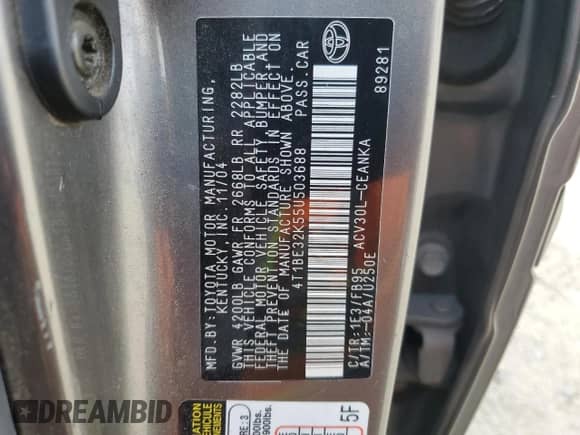 MFD.BY:TOYOTA MOTOR MANUFACTURING,
KENTUCKY, INC. 11/04
GVWR 4200LB GAWR FR 2668LB RR 2282LB
THIS VEHICLE CONFORMS TO ALL APPLICABLE
FEDERAL MOTOR VEHICLE SAFETY, BUMPER, AND
THEFT PREVENTION STANDARDS IN EFFECT ON
THE DATE OF MANUFACTURE SHOWN ABOVE.
4T1BE32K55U503688 PASS.CAR
C/TR:1E3/FB95 ACV30L-CEANKA
A/TM:-04A/U250E 89281
VEHICULE
5F
DREAMBID